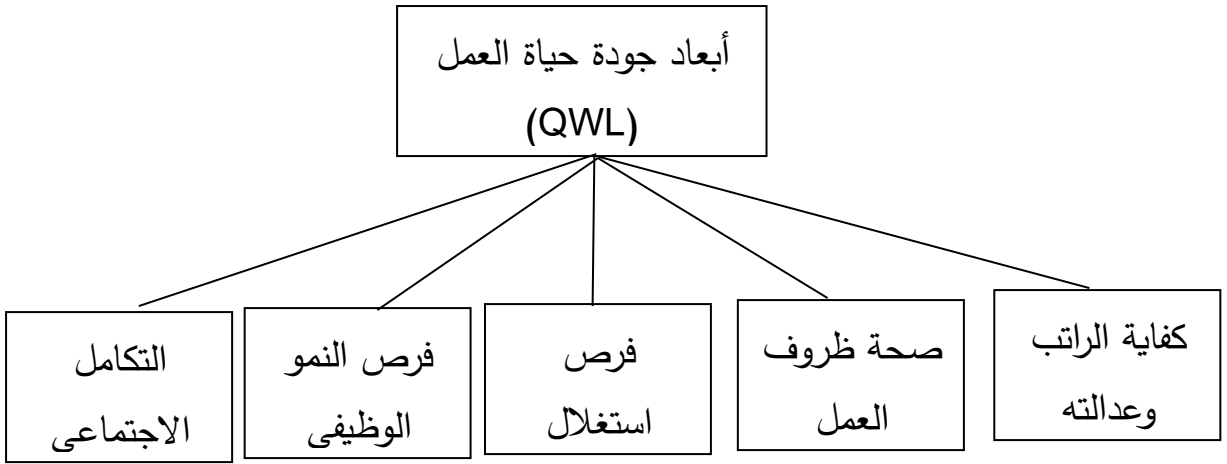 أبعاد جودة حياة العمل
(QWL)
كفاية الراتب
وعدالته
صحة ظروف
العمل
فرص
استغلال
فرص النمو
الوظيفى
التكامل
الاجتماعى